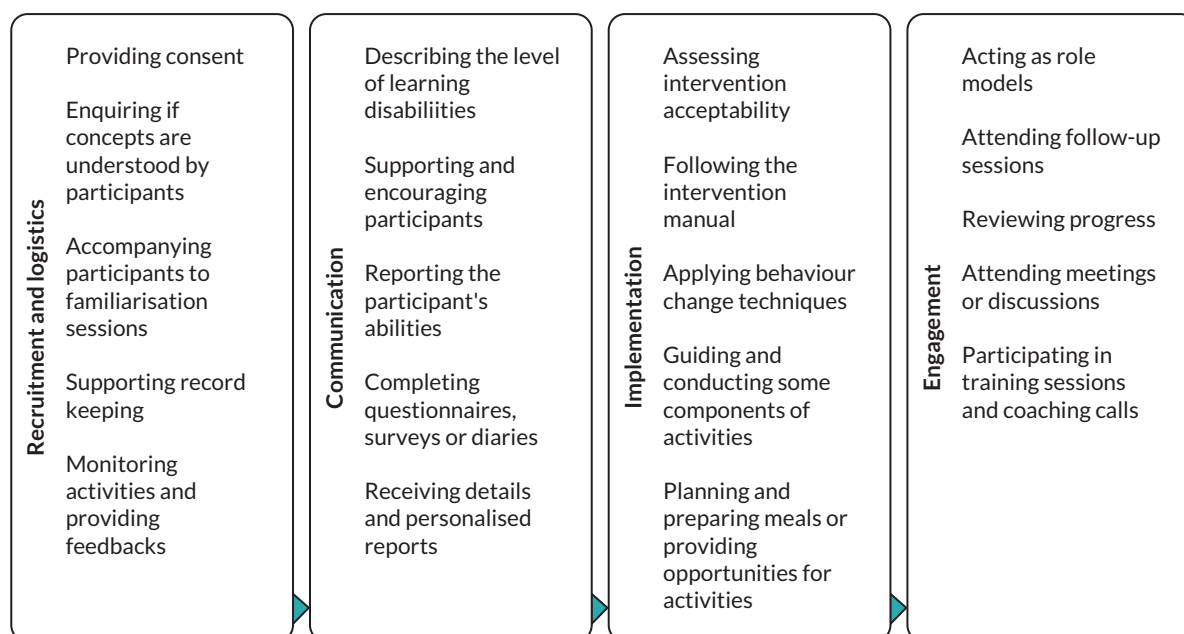 Recruitment and logistics
Providing consent
Enquiring if
concepts are
understood by
participants
Accompanying
participants to
familiarisation
sessions
Supporting record
keeping
Monitoring
activities and
providing
feedbacks
Communication
Describing the level
of learning
disabiliities
Supporting and
encouraging
participants
Reporting the
participant's
abilities
Completing
questionnaires,
surveys or diaries
Receiving details
and personalised
reports
Implementation
Assessing
intervention
acceptability
Following the
intervention
manual
Applying behaviour
change techniques
Guiding and
conducting some
components of
activities
Planning and
preparing meals or
providing
opportunities for
activities
Engagement
Acting as role
models
Attending follow-up
sessions
Reviewing progress
Attending meetings
or discussions
Participating in
training sessions
and coaching calls